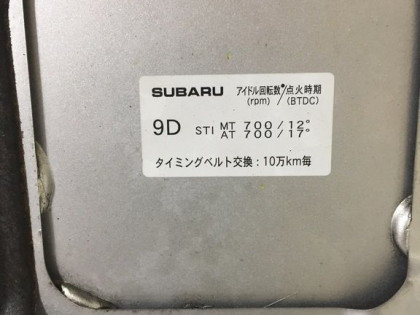 SUBARU アイドル回転数*/点火時期
(rpm) / (BTDC)
9D STI MT 700/12°
AT 700/17°
タイミングベルト交換:10万km毎